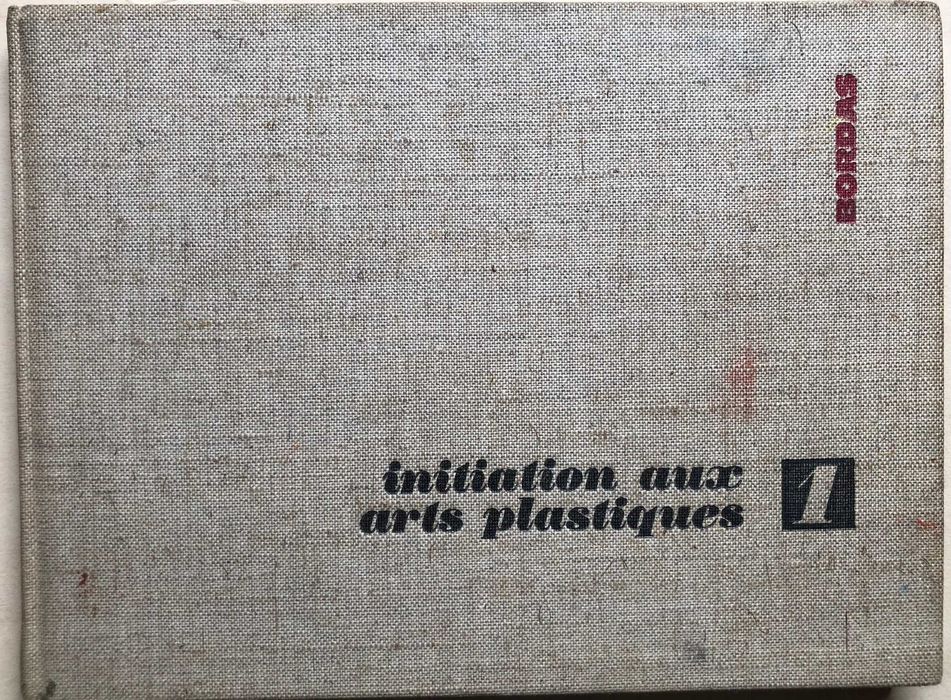 BORDAS
initiation aux
arts plastiques
1